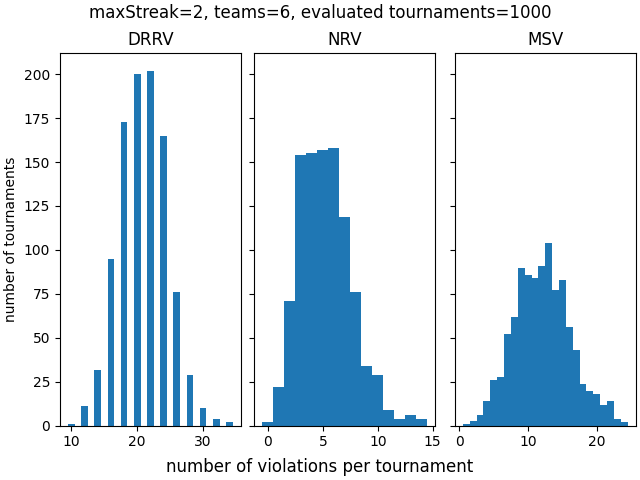 maxStreak=2, teams=6, evaluated tournaments=1000
DRRV
NRV
MSV
number of tournaments
200
175
150
125
100
75
50
25
0
10 20 30
0 5 10 15
0 10 20
number of violations per tournament